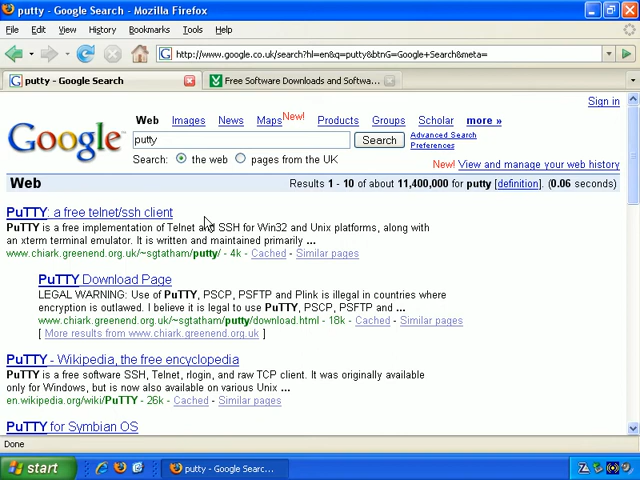 putty - Google Search - Mozilla Firefox
File Edit View History Bookmarks Tools Help
http://www.google.co.uk/search?hl=en&q=putty&btnG=Google+Search&meta=
putty - Google Search
Free Software Downloads and Softwa...
Sign in
Web Images News Maps New! Products Groups Scholar more »
Google
putty
Search
Advanced Search
Preferences
Search: the web pages from the UK
New! View and manage your web history
Web
Results 1 - 10 of about 11,400,000 for putty [definition]. (0.06 seconds)
PuTTY: a free telnet/ssh client
PuTTY is a free implementation of Telnet and SSH for Win32 and Unix platforms, along with
an xterm terminal emulator. It is written and maintained primarily ...
www.chiark.greenend.org.uk/~sgtatham/putty/ - 4k - Cached - Similar pages
PuTTY Download Page
LEGAL WARNING: Use of PuTTY, PSCP, PSFTP and Plink is illegal in countries where
encryption is outlawed. I believe it is legal to use PuTTY, PSCP, PSFTP and ...
www.chiark.greenend.org.uk/~sgtatham/putty/download.html - 18k - Cached - Similar pages
[ More results from www.chiark.greenend.org.uk ]
PuTTY - Wikipedia, the free encyclopedia
PuTTY is a free software SSH, Telnet, rlogin, and raw TCP client. It was originally available
only for Windows, but is now also available on various Unix ...
en.wikipedia.org/wiki/PuTTY - 26k - Cached - Similar pages
PuTTY for Symbian OS
Done
start
putty - Google Searc...